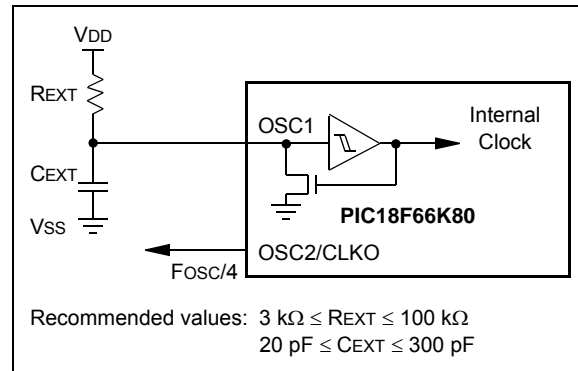 VDD
REXT
OSC1
Internal
Clock
CEXT
PIC18F66K80
VSS
OSC2/CLKO
FOSC/4
Recommended values: 3 kΩ ≤ REXT ≤ 100 kΩ
20 pF ≤ CEXT ≤ 300 pF